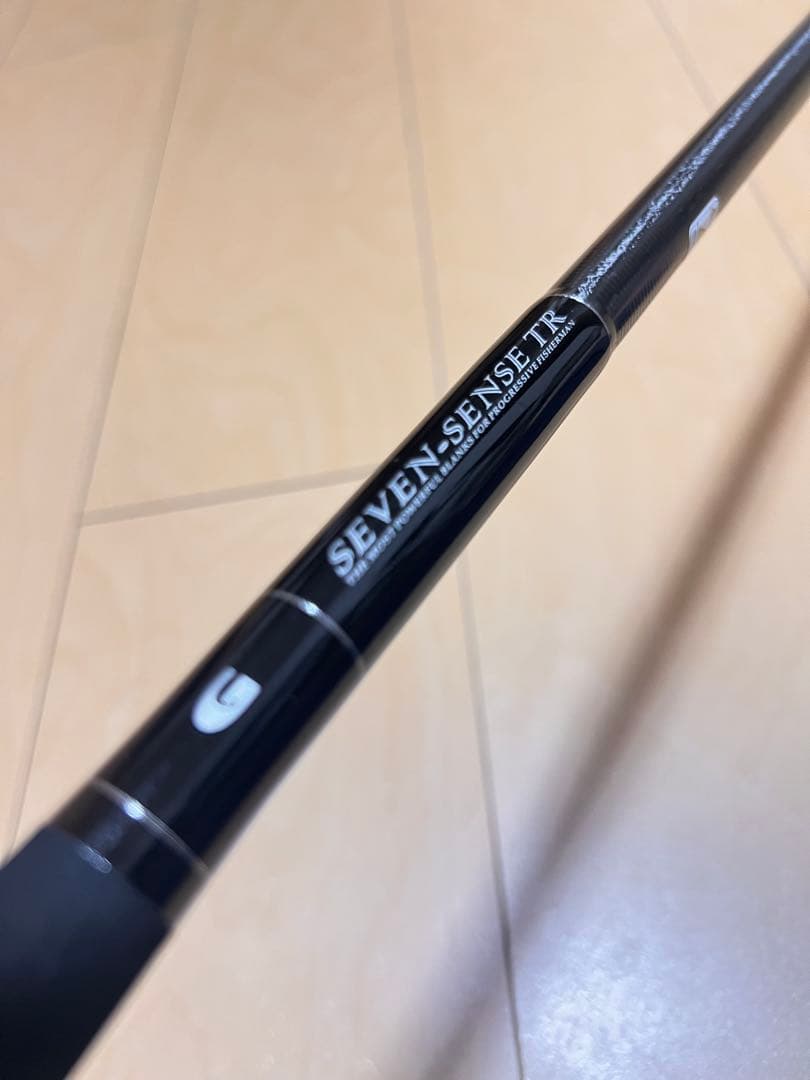 SEVEN-SENSE TR
THE MOST POWERFUL BLANKS FOR PROGRESSIVE FISHERMAN
G